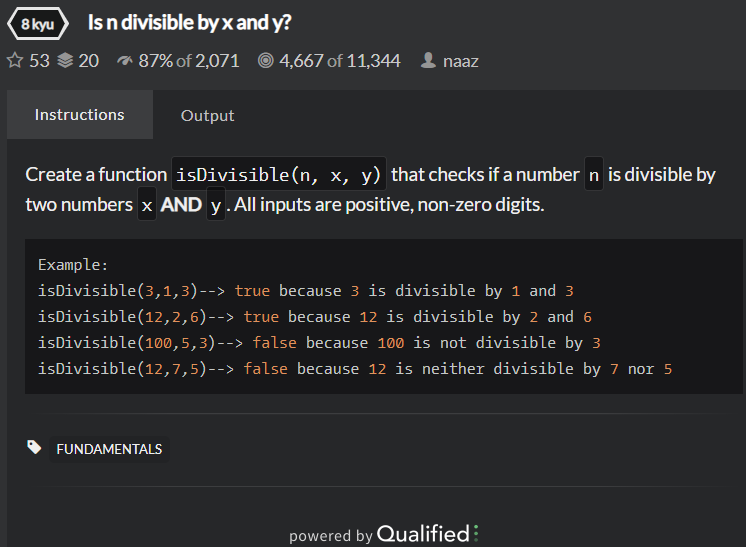 8 kyu Is n divisible by x and y?
53 20 87% of 2,071 4,667 of 11,344 naaz
Instructions Output
Create a function isDivisible(n, x, y) that checks if a number n is divisible by
two numbers x AND y. All inputs are positive, non-zero digits.
Example:
isDivisible(3,1,3)--> true because 3 is divisible by 1 and 3
isDivisible(12,2,6)--> true because 12 is divisible by 2 and 6
isDivisible(100,5,3)--> false because 100 is not divisible by 3
isDivisible(12,7,5)--> false because 12 is neither divisible by 7 nor 5
FUNDAMENTALS
powered by Qualified